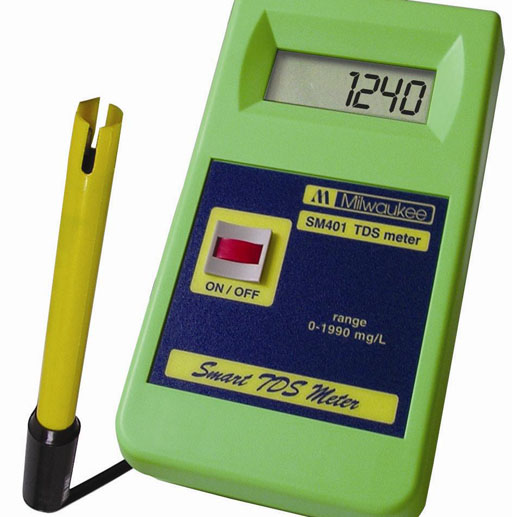 1240
M Milwaukee
SM401 TDS meter
ON / OFF
range
0-1990 mg/L
Smart TDS Meter